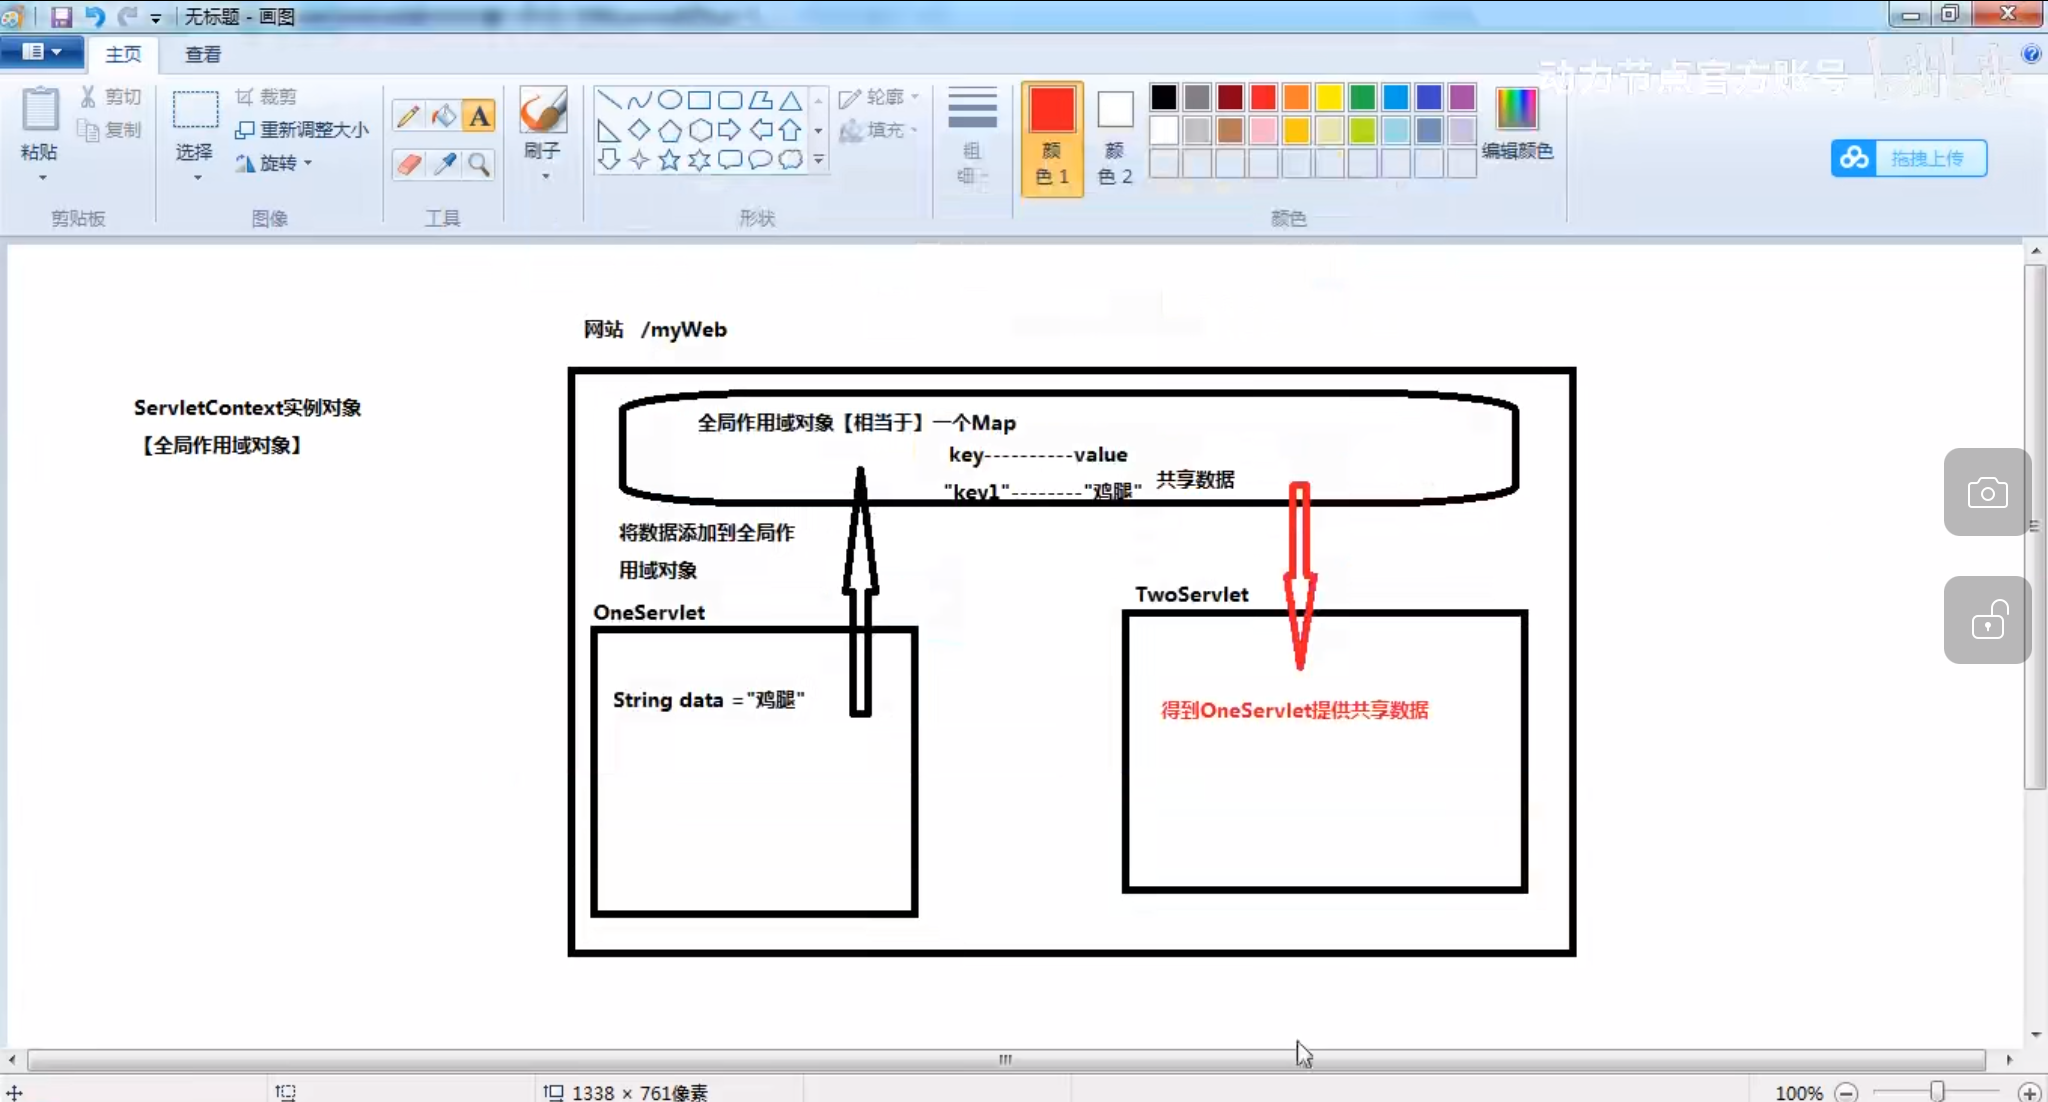 无标题 - 画图
主页
查看
动力节点官方账号
粘贴
剪切
复制
剪贴板
选择
裁剪
重新调整大小
旋转
图像
A
工具
刷子
形状
轮廓
填充
粗
细
颜
色 1
颜
色 2
编辑颜色
颜色
拖拽上传
网站 /myWeb
ServletContext实例对象
【全局作用域对象】
全局作用域对象【相当于】一个Map
key----------value
"key1"--------"鸡腿" 共享数据
将数据添加到全局作
用域对象
OneServlet
String data ="鸡腿"
TwoServlet
得到OneServlet提供共享数据
1338 × 761像素
100%